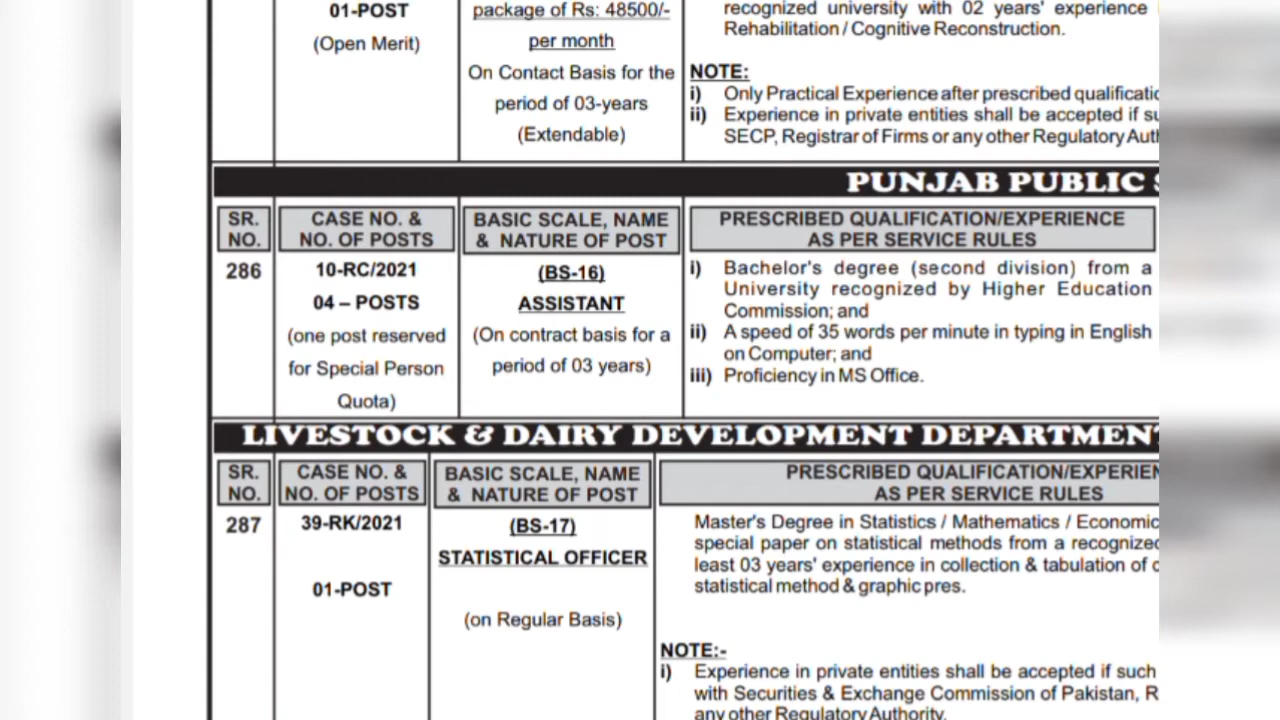 01-POST
(Open Merit)
package of Rs: 48500/-
per month
On Contact Basis for the
period of 03-years
(Extendable)
recognized university with 02 years' experience
Rehabilitation / Cognitive Reconstruction.
NOTE:
i) Only Practical Experience after prescribed
ii) Experience in private entities shall be accepted if
SECP, Registrar of Firms or any other Regulatory
PUNJAB PUBLIC
SR.
NO.
CASE NO. &
NO. OF POSTS
BASIC SCALE, NAME
& NATURE OF POST
PRESCRIBED QUALIFICATION/EXPERIENCE
AS PER SERVICE RULES
286
10-RC/2021
04 – POSTS
(one post reserved
for Special Person
Quota)
(BS-16)
ASSISTANT
(On contract basis for a
period of 03 years)
i) Bachelor's degree (second division) from a
University recognized by Higher Education
Commission; and
ii) A speed of 35 words per minute in typing in English
on Computer; and
iii) Proficiency in MS Office.
LIVESTOCK & DAIRY DEVELOPMENT DEPARTMENT
SR.
NO.
CASE NO. &
NO. OF POSTS
BASIC SCALE, NAME
& NATURE OF POST
PRESCRIBED QUALIFICATION/EXPERIEN
AS PER SERVICE RULES
287
39-RK/2021
01-POST
(BS-17)
STATISTICAL OFFICER
(on Regular Basis)
Master's Degree in Statistics / Mathematics / Economic
special paper on statistical methods from a recognized
least 03 years' experience in collection & tabulation of
statistical method & graphic pres.
NOTE:-
i) Experience in private entities shall be accepted if such
with Securities & Exchange Commission of Pakistan,
any other Regulatory Authority.